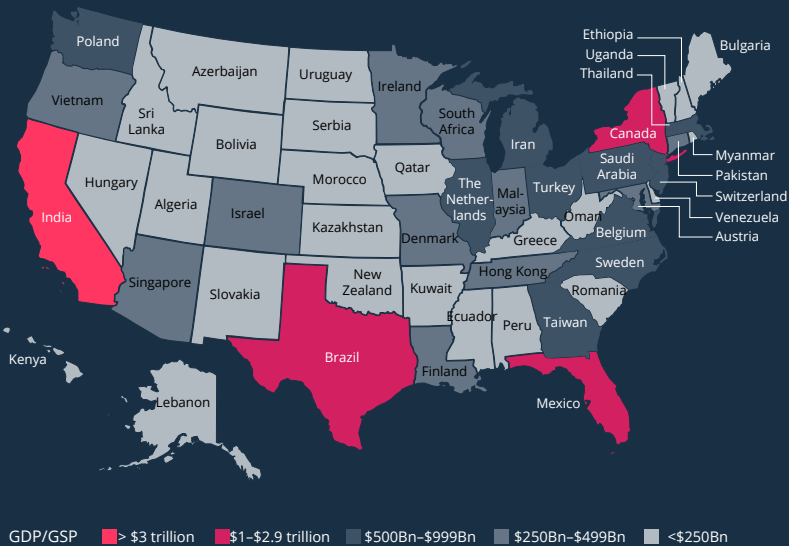 Poland
Azerbaijan
Uruguay
Ireland
Ethiopia
Uganda
Thailand
Bulgaria
Vietnam
Sri
Lanka
Bolivia
Serbia
South
Africa
Iran
Canada
Hungary
Algeria
Israel
Morocco
Qatar
The
Nether-
lands
Mal-
aysia
Turkey
Saudi
Arabia
Myanmar
Pakistan
Switzerland
Venezuela
Austria
India
Kazakhstan
Denmark
Greece
Oman
Belgium
Singapore
Slovakia
New
Zealand
Kuwait
Hong Kong
Sweden
Romania
Ecuador
Peru
Taiwan
Kenya
Lebanon
Brazil
Finland
Mexico
GDP/GSP
> $3 trillion
$1–$2.9 trillion
$500Bn–$999Bn
$250Bn–$499Bn
<$250Bn